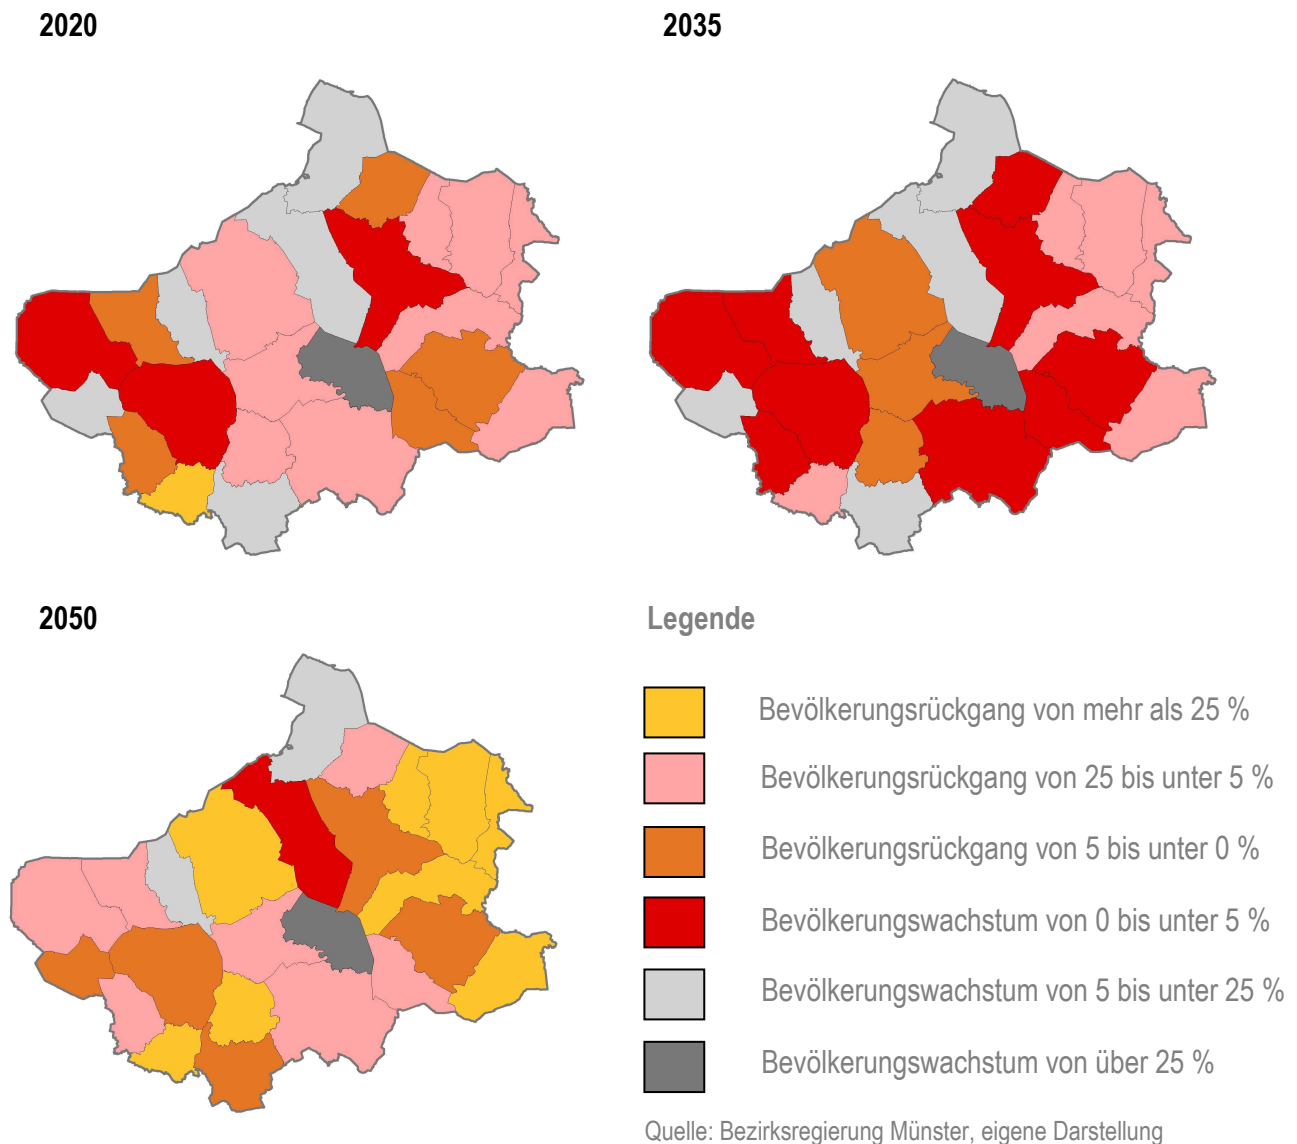 2020
2035
2050
Legende
Bevölkerungsrückgang von mehr als 25 %
Bevölkerungsrückgang von 25 bis unter 5 %
Bevölkerungsrückgang von 5 bis unter 0 %
Bevölkerungswachstum von 0 bis unter 5 %
Bevölkerungswachstum von 5 bis unter 25 %
Bevölkerungswachstum von über 25 %
Quelle: Bezirksregierung Münster, eigene Darstellung